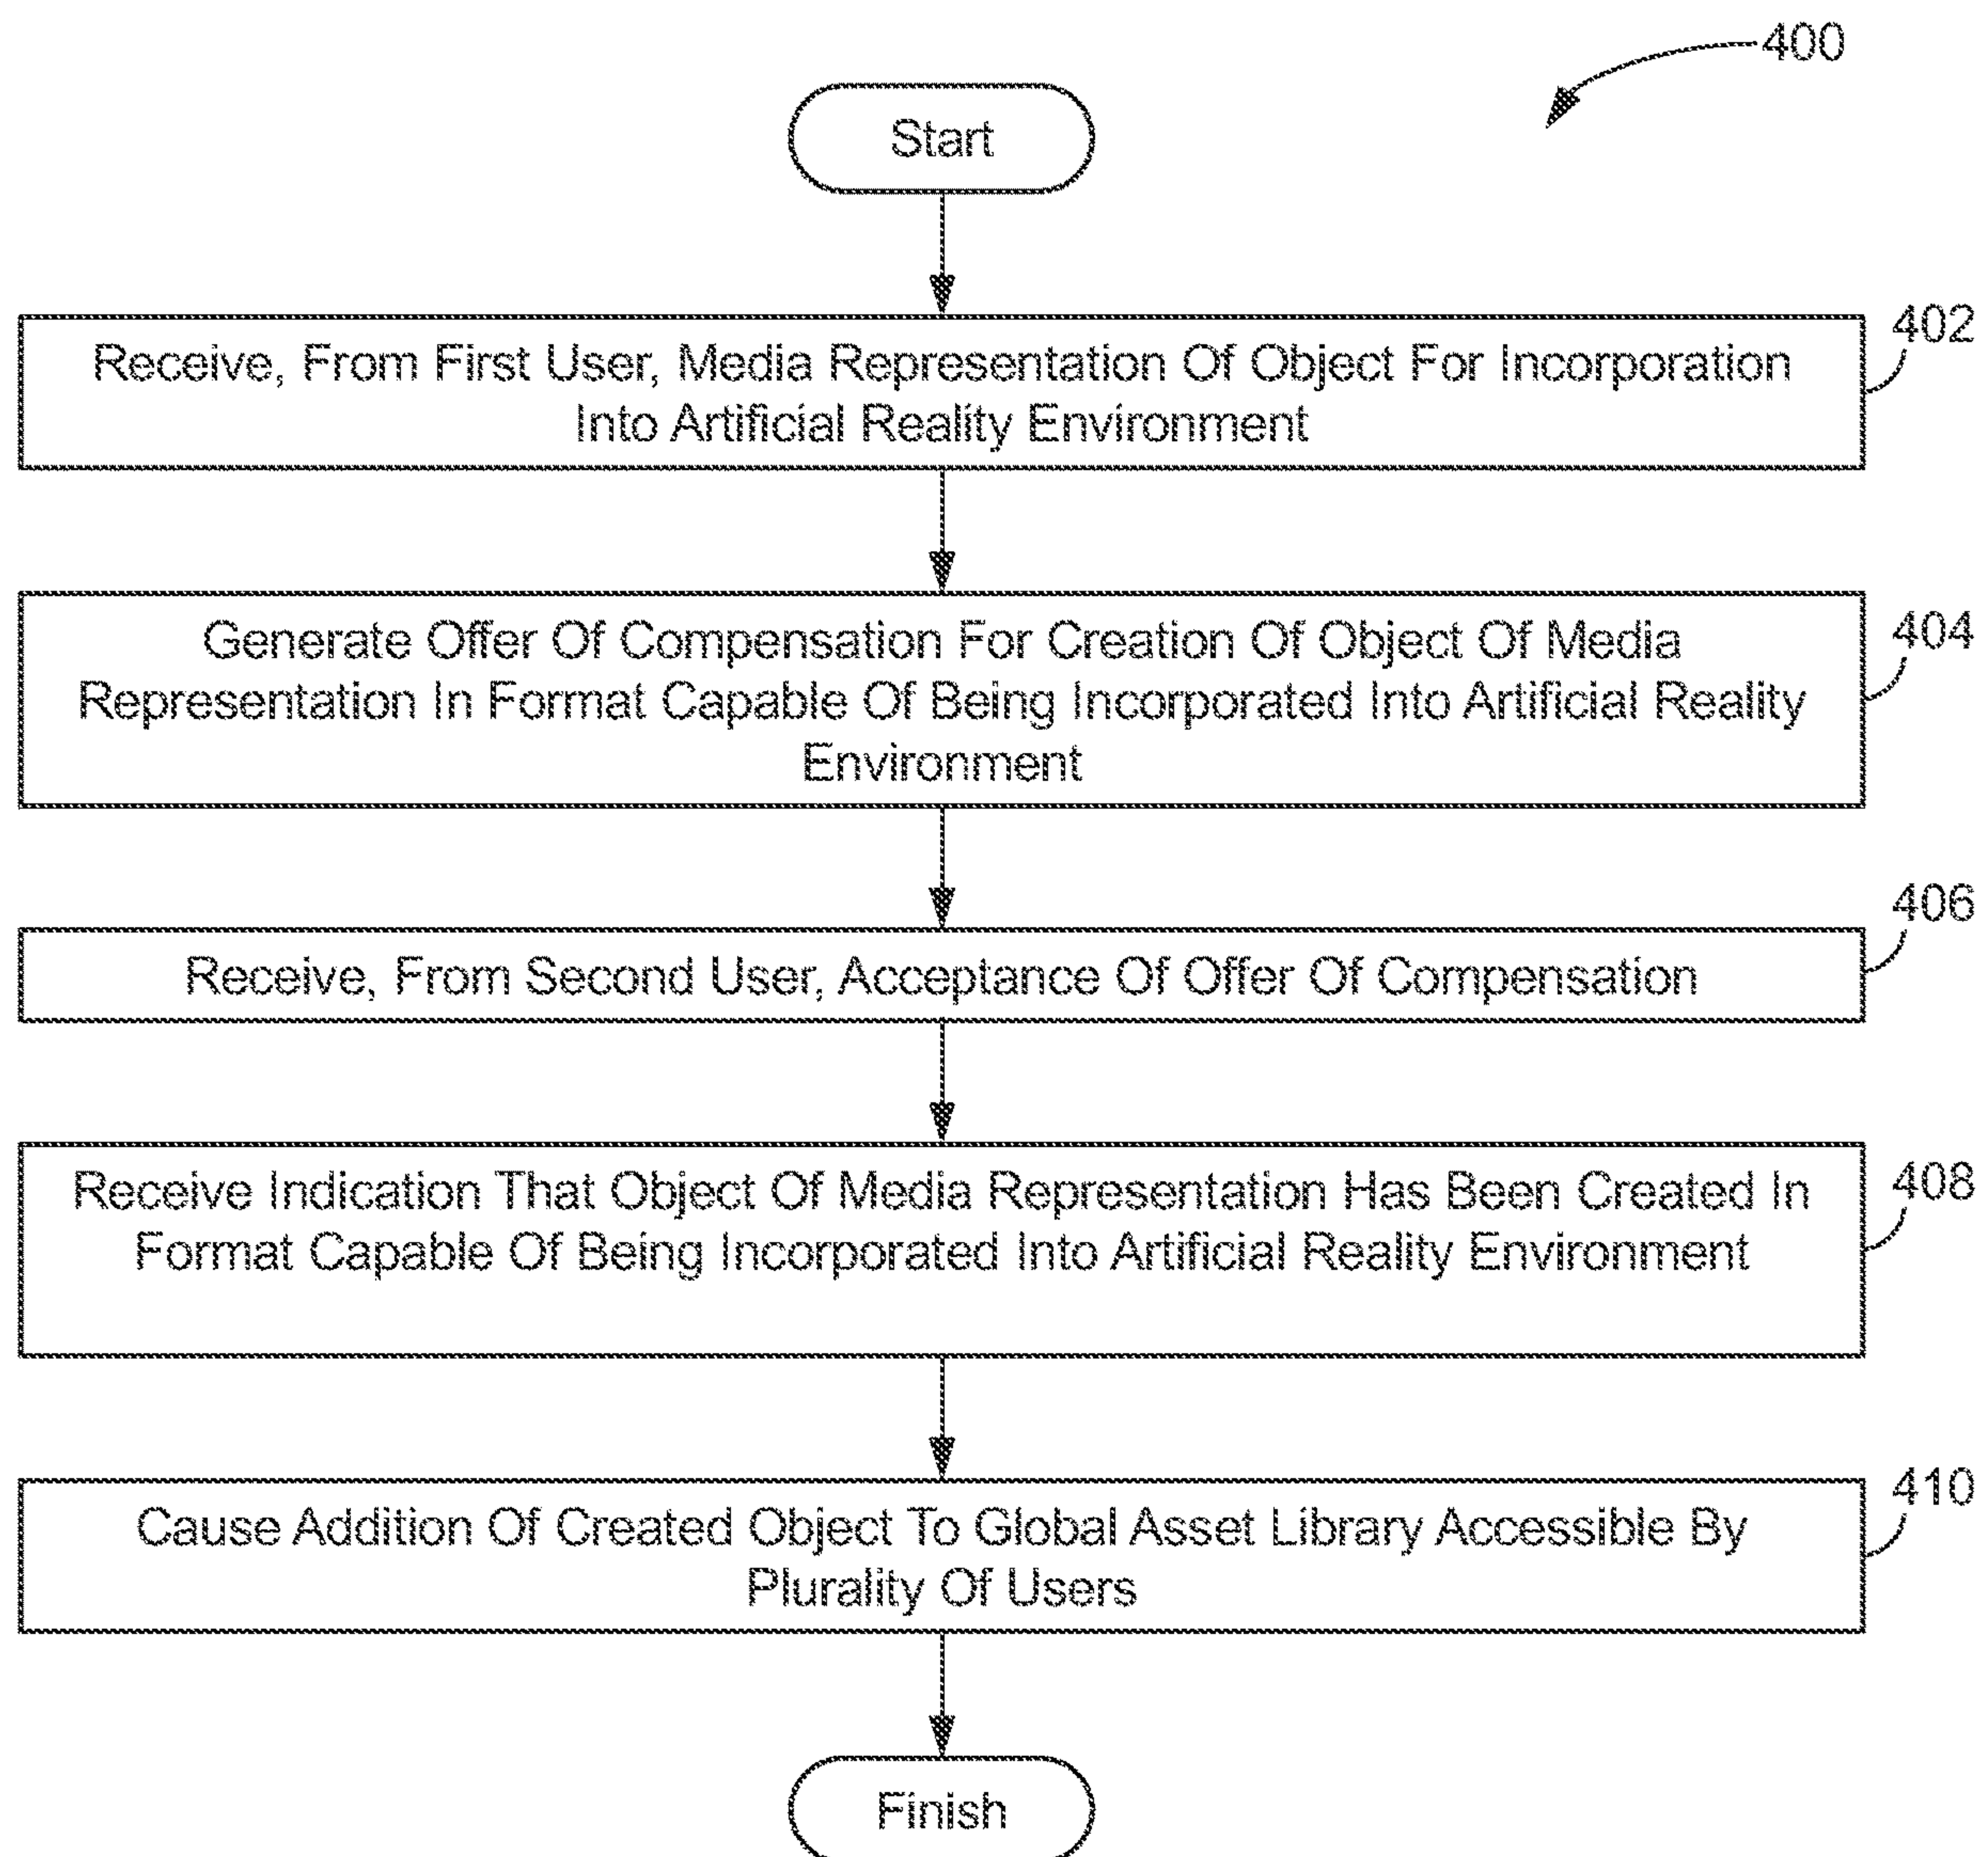 400
Start
402
Receive, From First User, Media Representation Of Object For Incorporation
Into Artificial Reality Environment
404
Generate Offer Of Compensation For Creation Of Object Of Media
Representation In Format Capable Of Being Incorporated Into Artificial Reality
Environment
406
Receive, From Second User, Acceptance Of Offer Of Compensation
408
Receive Indication That Object Of Media Representation Has Been Created In
Format Capable Of Being Incorporated Into Artificial Reality Environment
410
Cause Addition Of Created Object To Global Asset Library Accessible By
Plurality Of Users
Finish